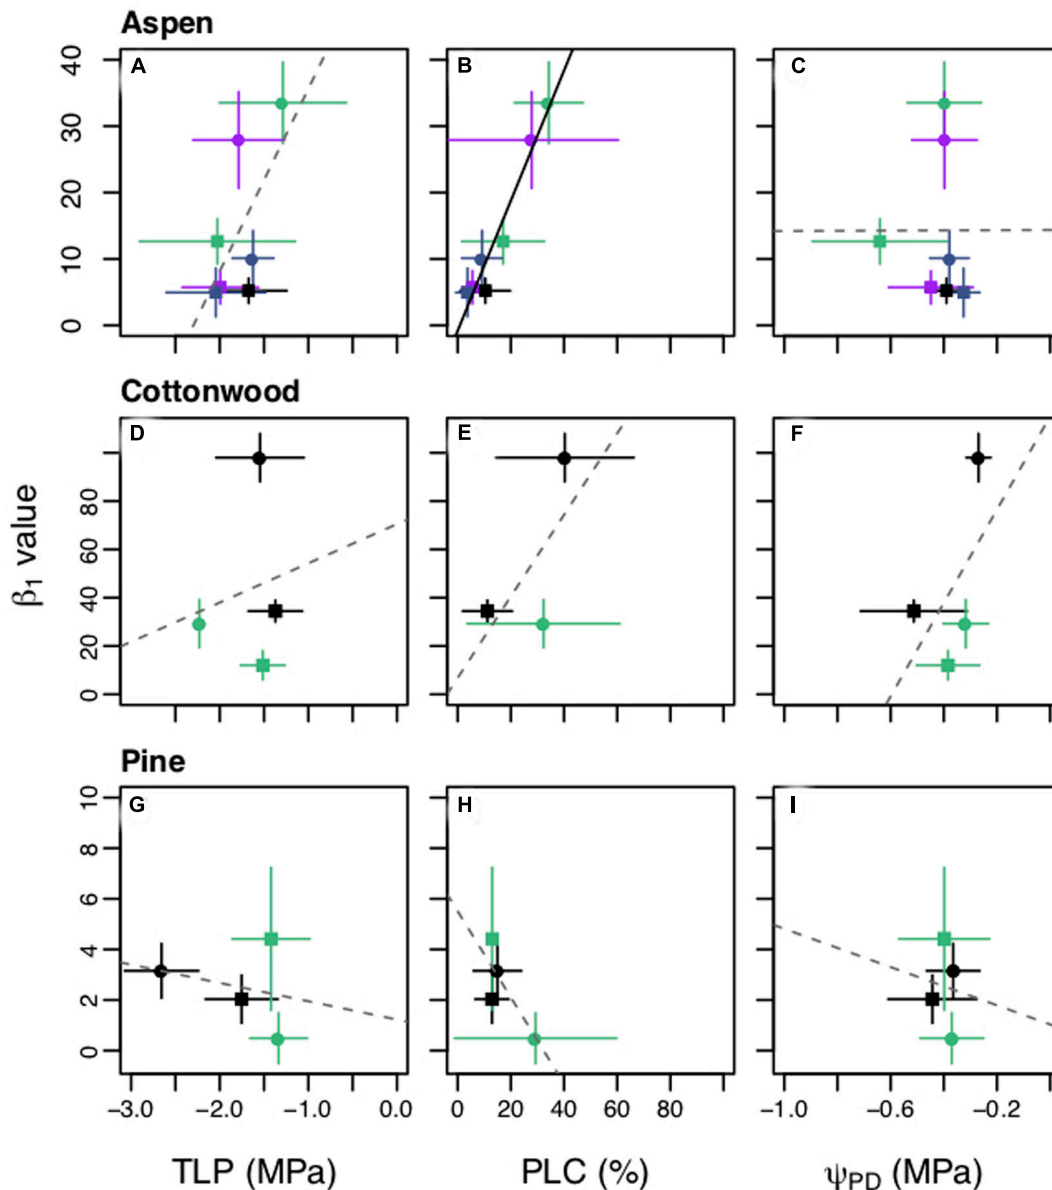 Aspen
A
B
C
0
10
20
30
40
Cottonwood
D
E
F
0
20
40
60
80
β1 value
Pine
G
H
I
0
2
4
6
8
10
−3.0 −2.0 −1.0 0.0
0 20 40 60 80
−1.0 −0.6 −0.2
TLP (MPa)
PLC (%)
ψPD (MPa)